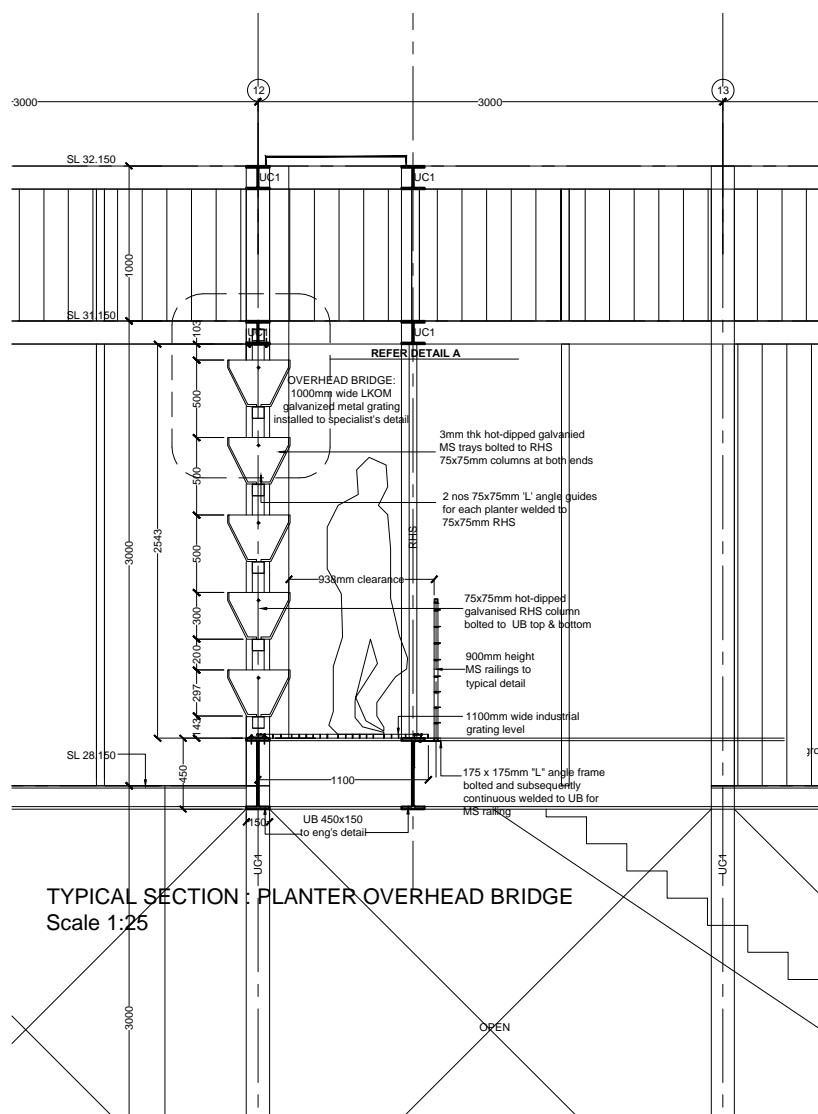 12
13
3000
3000
SL 32.150
UC1
UC1
1000
SL 31.150
103
UC1
UC1
REFER DETAIL A
OVERHEAD BRIDGE:
1000mm wide LKOM
galvanized metal grating
installed to specialist's detail
500
3mm thk hot-dipped galvanied
MS trays bolted to RHS
75x75mm columns at both ends
500
2 nos 75x75mm 'L' angle guides
for each planter welded to
75x75mm RHS
500
2543
3000
RHS
938mm clearance
75x75mm hot-dipped
galvanised RHS column
bolted to UB top & bottom
300
200
900mm height
MS railings to
typical detail
297
143
1100mm wide industrial
grating level
SL 28.150
450
1100
175 x 175mm "L" angle frame
bolted and subsequently
continuous welded to UB for
MS railing
150
UB 450x150
to eng's detail
UC1
UC1
TYPICAL SECTION : PLANTER OVERHEAD BRIDGE
Scale 1:25
3000
OPEN